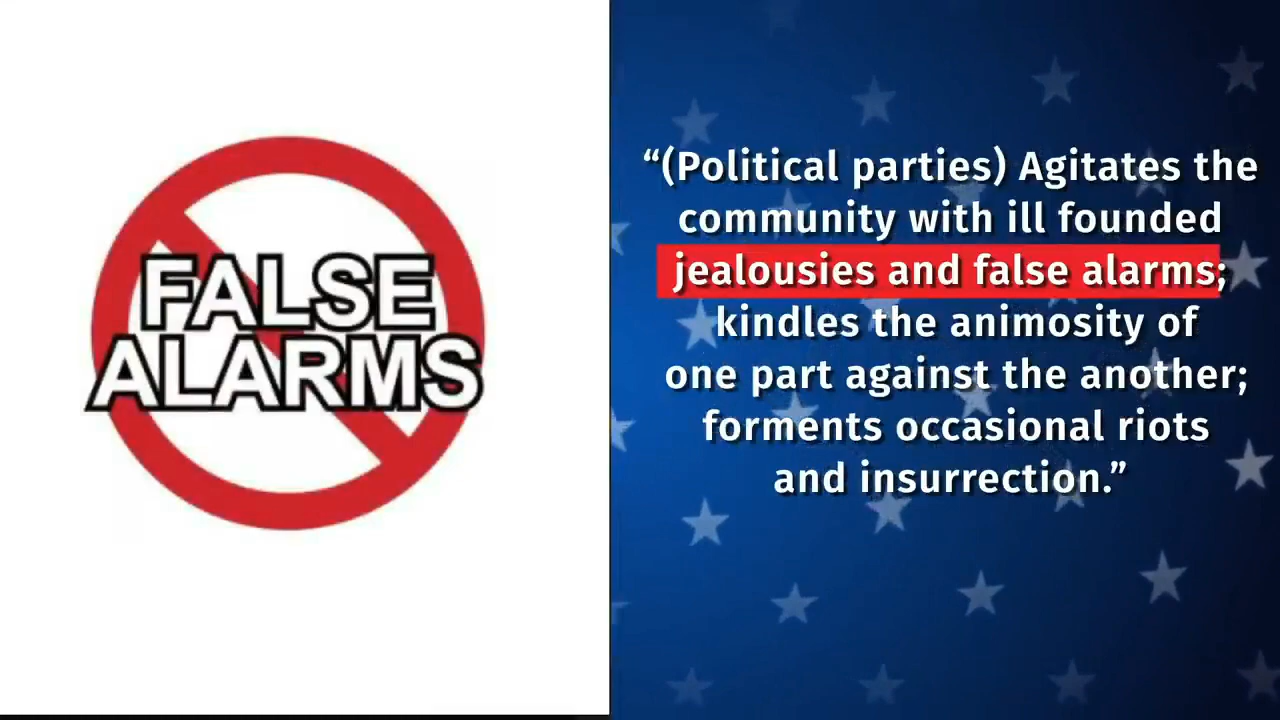 FALSE
ALARMS
“(Political parties) Agitates the
community with ill founded
jealousies and false alarms;
kindles the animosity of
one part against the another;
forments occasional riots
and insurrection.”